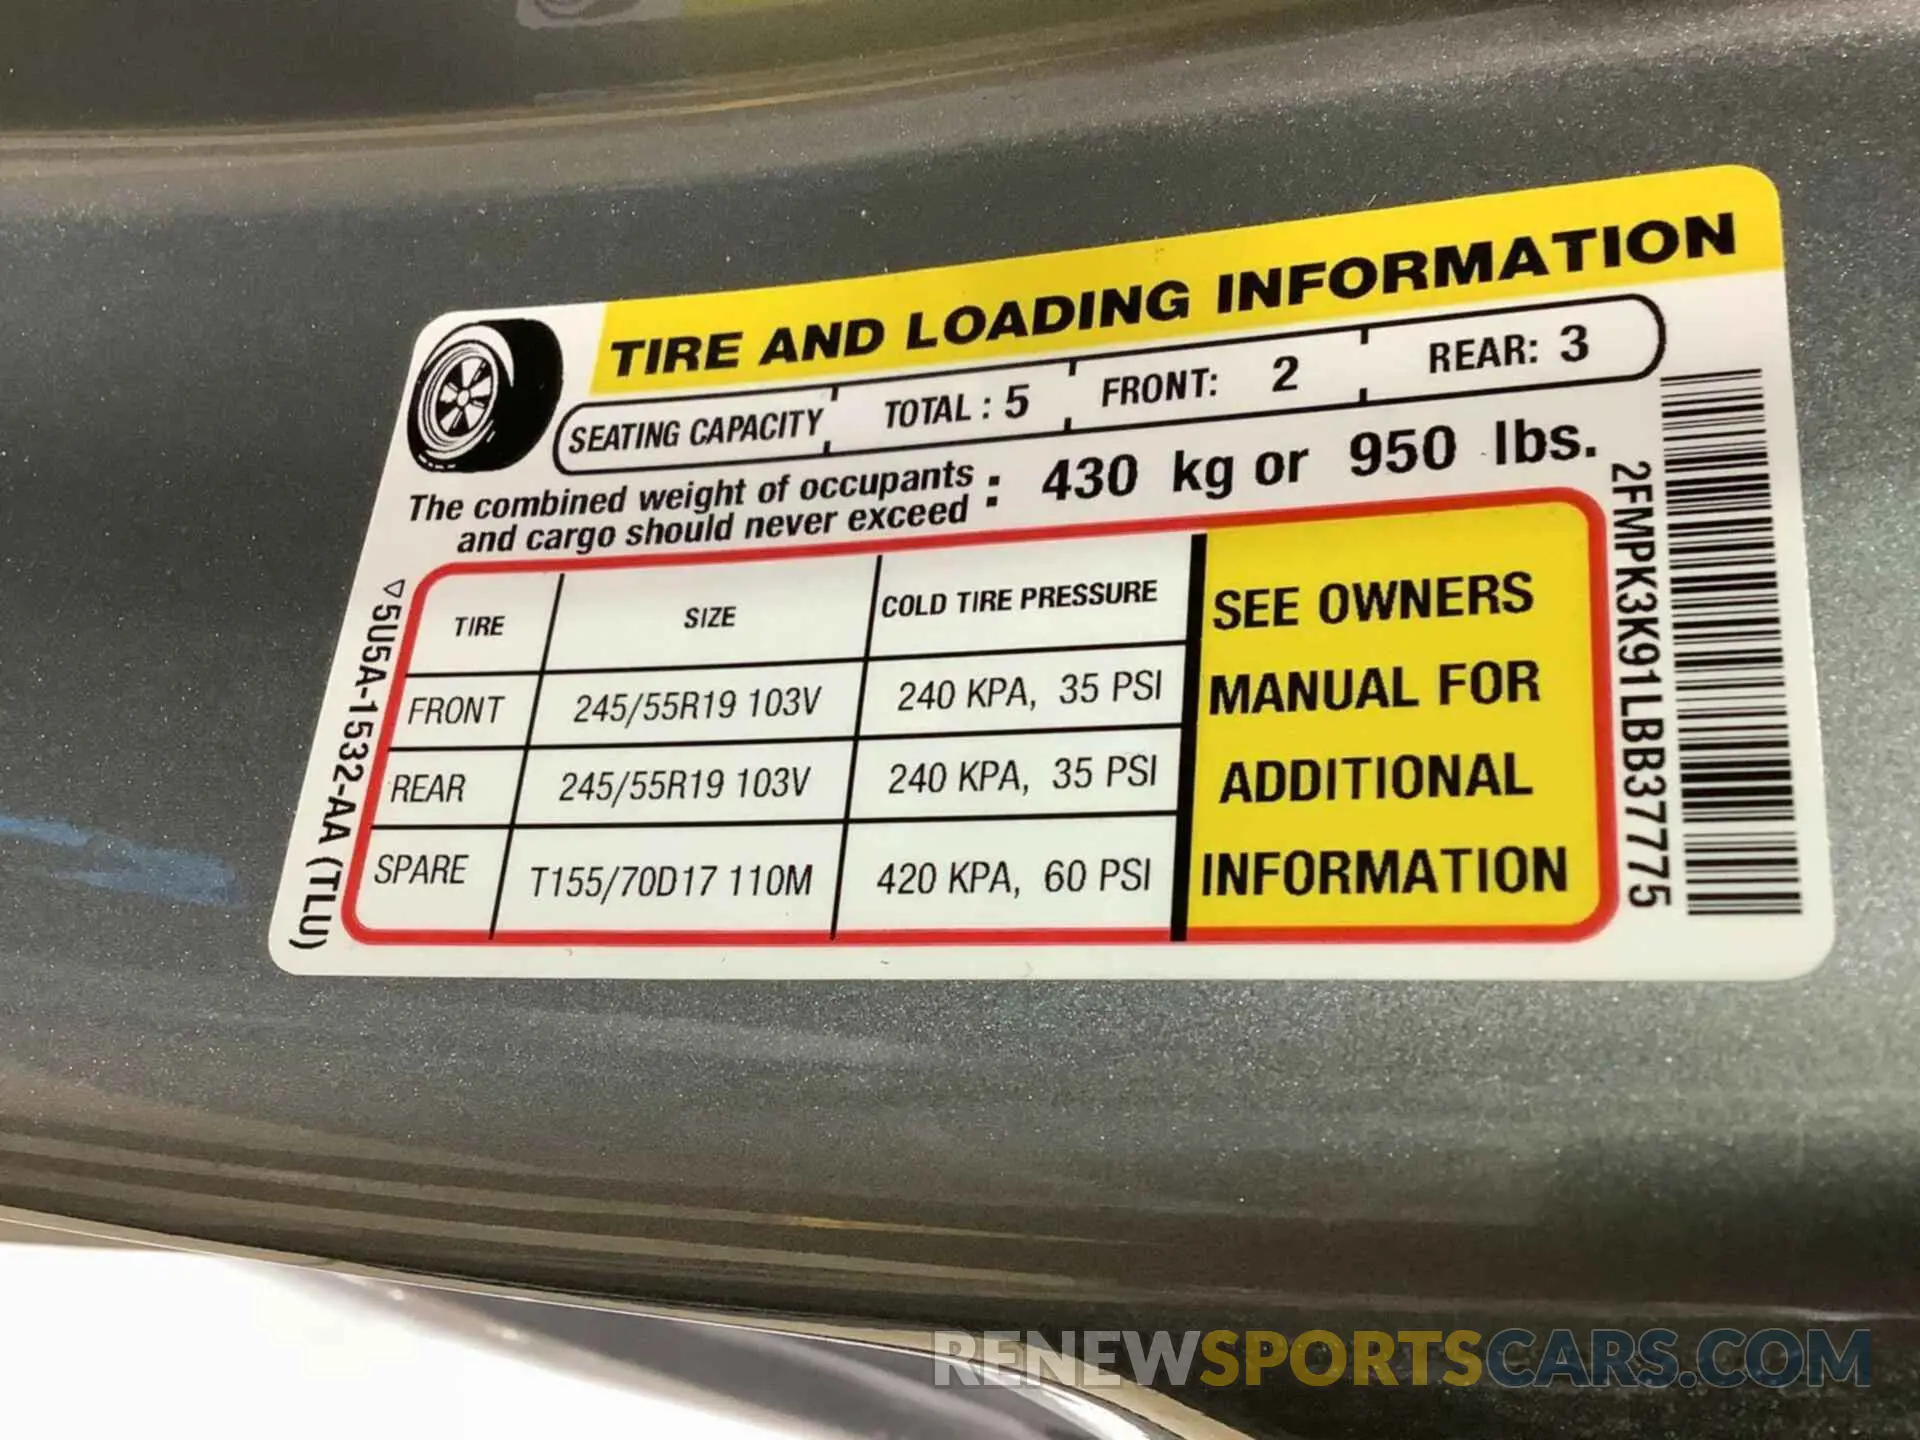 TIRE AND LOADING INFORMATION
SEATING CAPACITY TOTAL : 5 FRONT: 2 REAR: 3
The combined weight of occupants
and cargo should never exceed : 430 kg or 950 lbs.
TIRE SIZE COLD TIRE PRESSURE
FRONT 245/55R19 103V 240 KPA, 35 PSI
REAR 245/55R19 103V 240 KPA, 35 PSI
SPARE T155/70D17 110M 420 KPA, 60 PSI
SEE OWNERS
MANUAL FOR
ADDITIONAL
INFORMATION
5U5A-1532-AA (TLU)
2FMPK3K91LBB37775
RENEWSPORTSCARS.COM